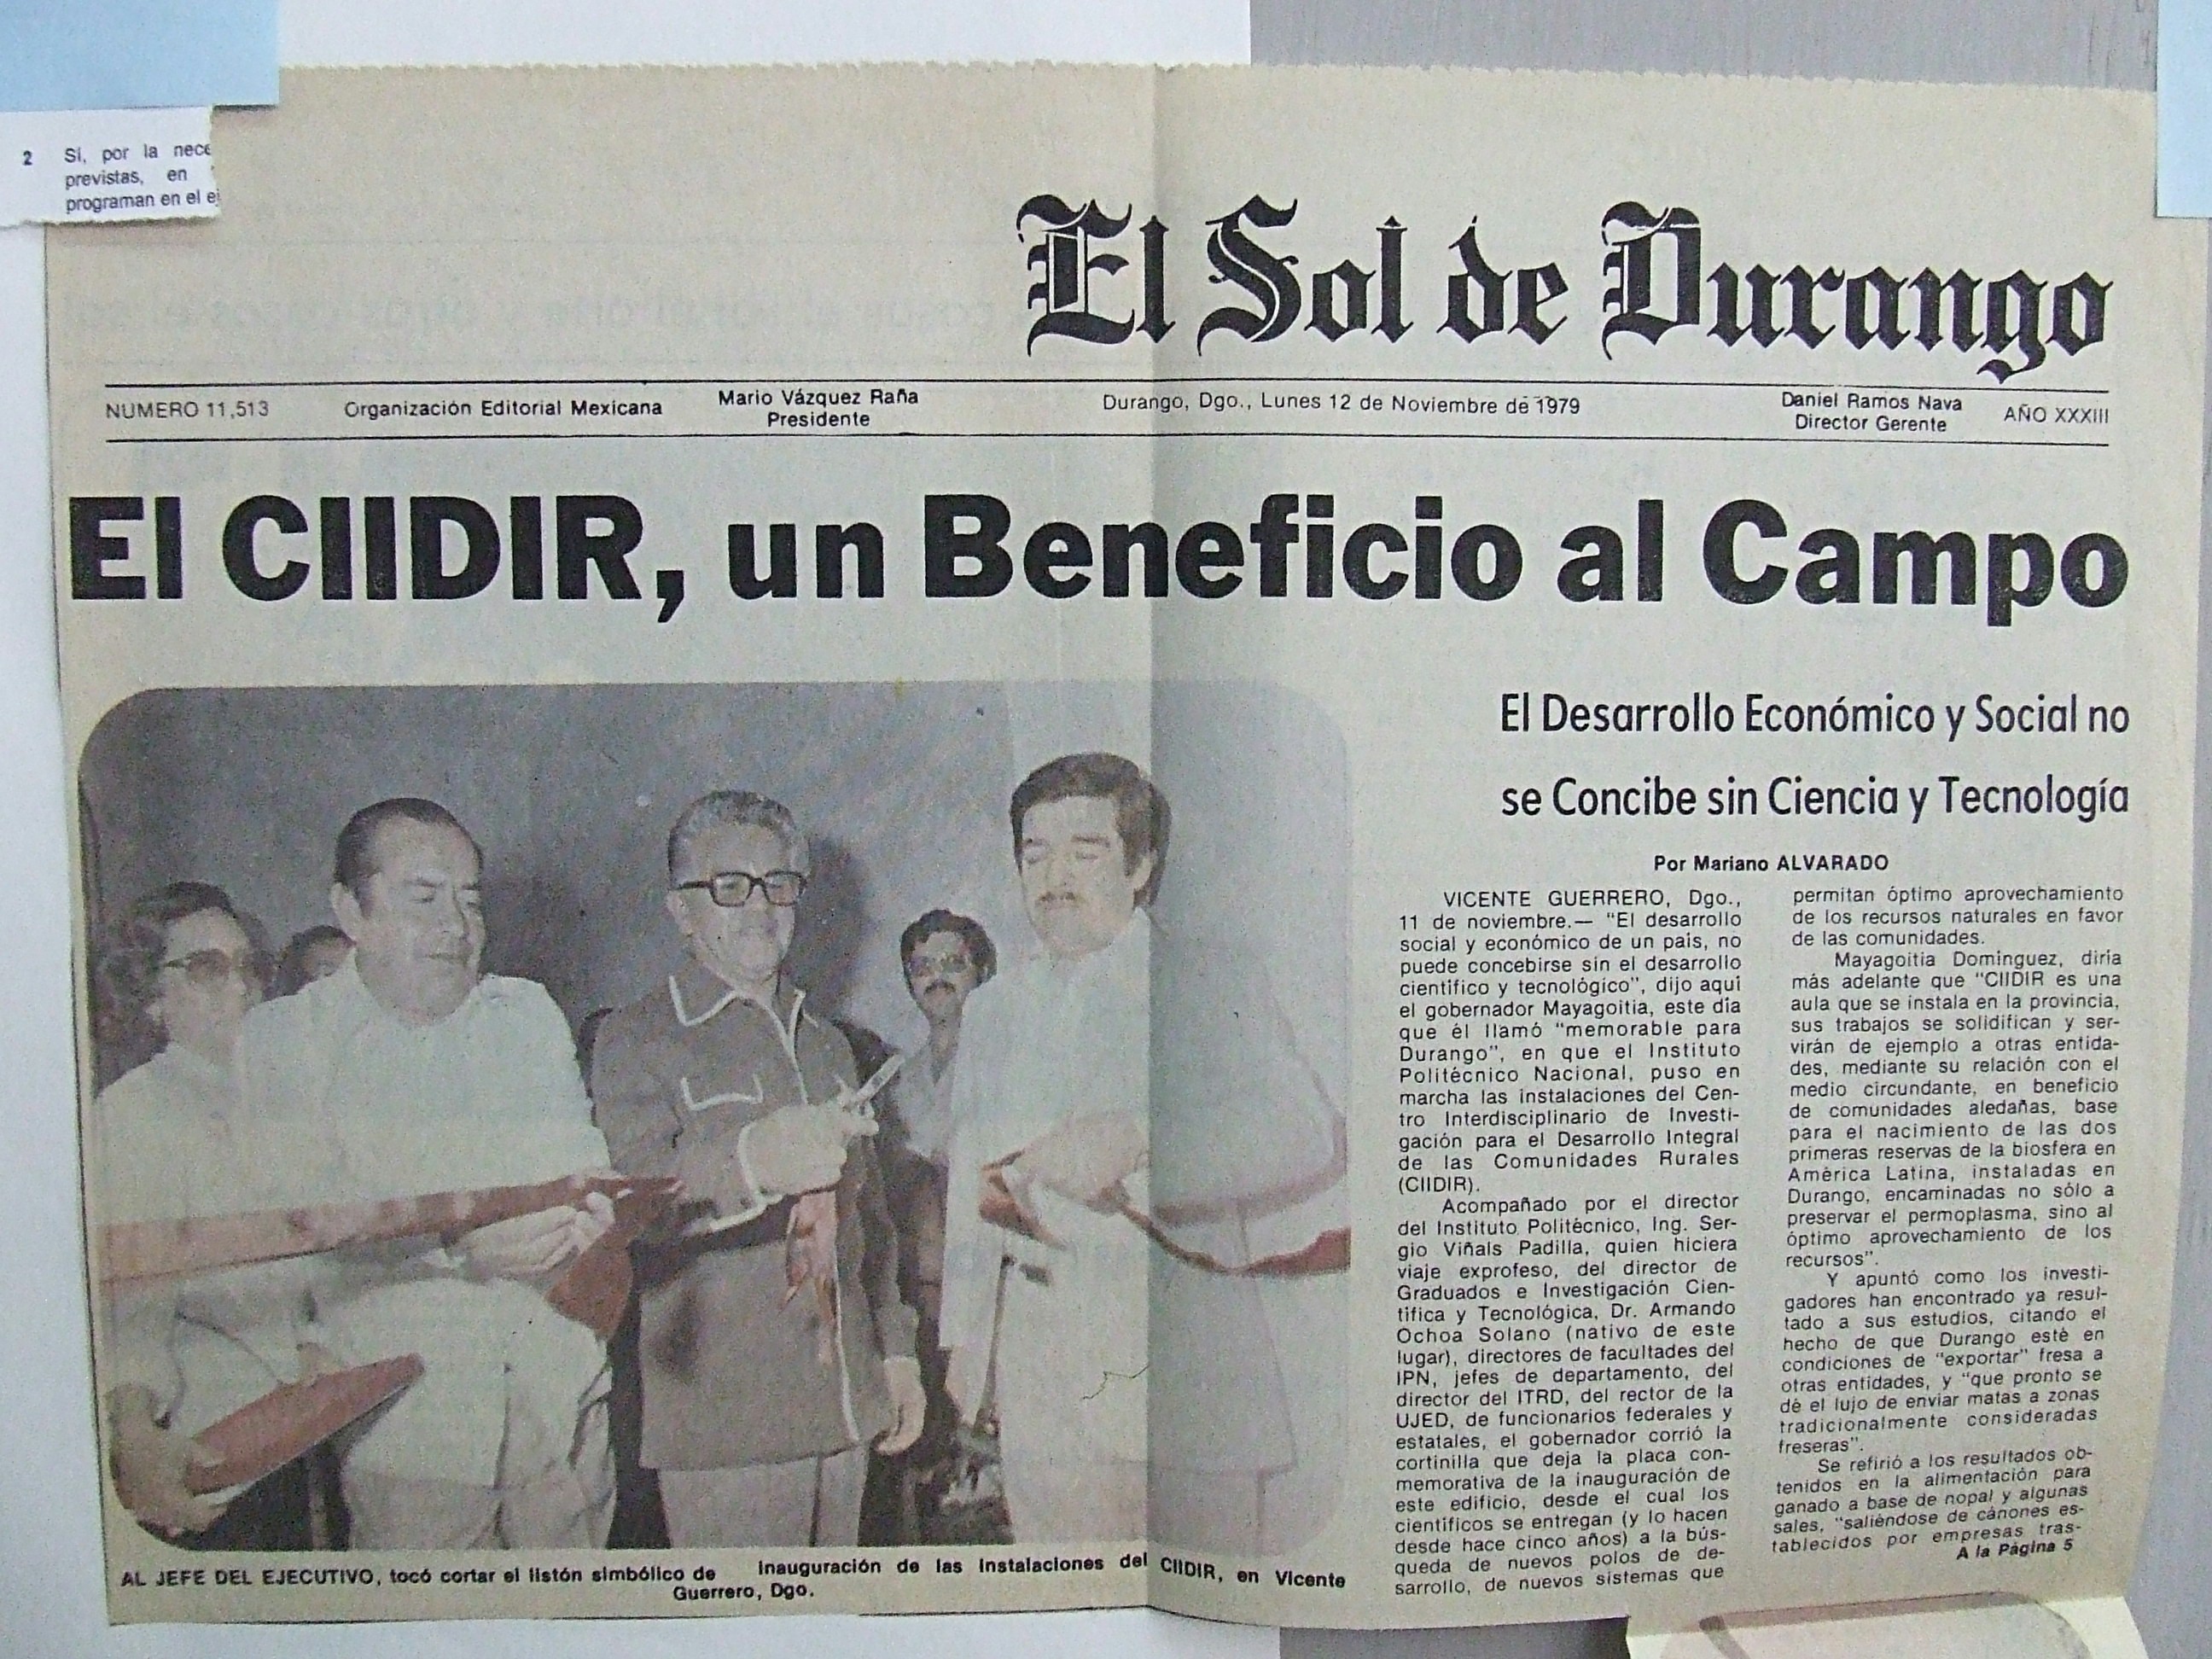 2 Sí, por la nece
previstas, en
programan en el ej
El Sol de Durango
NUMERO 11,513
Organización Editorial Mexicana
Mario Vázquez Raña
Presidente
Durango, Dgo., Lunes 12 de Noviembre de 1979
Daniel Ramos Nava
Director Gerente
AÑO XXXIII
El CIIDIR, un Beneficio al Campo
El Desarrollo Económico y Social no
se Concibe sin Ciencia y Tecnología
Por Mariano ALVARADO
VICENTE GUERRERO, Dgo.,
11 de noviembre.— "El desarrollo
social y económico de un país, no
puede concebirse sin el desarrollo
científico y tecnológico", dijo aquí
el gobernador Mayagoitia, este día
que él llamó "memorable para
Durango", en que el Instituto
Politécnico Nacional, puso en
marcha las instalaciones del Cen-
tro Interdisciplinario de Investi-
gación para el Desarrollo Integral
de las Comunidades Rurales
(CIIDIR).
Acompañado por el director
del Instituto Politécnico, Ing. Ser-
gio Viñals Padilla, quien hiciera
viaje exprofeso, del director de
Graduados e Investigación Cien-
tífica y Tecnológica, Dr. Armando
Ochoa Solano (nativo de este
lugar), directores de facultades del
IPN, jefes de departamento, del
director del ITRD, del rector de la
UJED, de funcionarios federales y
estatales, el gobernador corrió la
cortinilla que deja la placa con-
memorativa de la inauguración de
este edificio, desde el cual los
científicos se entregan (y lo hacen
desde hace cinco años) a la bús-
queda de nuevos polos de de-
sarrollo, de nuevos sistemas que
permitan óptimo aprovechamiento
de los recursos naturales en favor
de las comunidades.
Mayagoitia Domínguez, diría
más adelante que "CIIDIR es una
aula que se instala en la provincia,
sus trabajos se solidifican y ser-
virán de ejemplo a otras entida-
des, mediante su relación con el
medio circundante, en beneficio
de comunidades aledañas, base
para el nacimiento de las dos
primeras reservas de la biosfera en
América Latina, instaladas en
Durango, encaminadas no sólo a
preservar el permoplasma, sino al
óptimo aprovechamiento de los
recursos".
Y apuntó como los investi-
gadores han encontrado ya resul-
tado a sus estudios, citando el
hecho de que Durango esté en
condiciones de "exportar" fresa a
otras entidades, y "que pronto se
dé el lujo de enviar matas a zonas
tradicionalmente consideradas
freseras".
Se refirió a los resultados ob-
tenidos en la alimentación para
ganado a base de nopal y algunas
sales, "saliéndose de cánones es-
tablecidos por empresas tras-
A la Página 5
AL JEFE DEL EJECUTIVO, tocó cortar el listón simbólico de inauguración de las instalaciones del CIIDIR, en Vicente
Guerrero, Dgo.